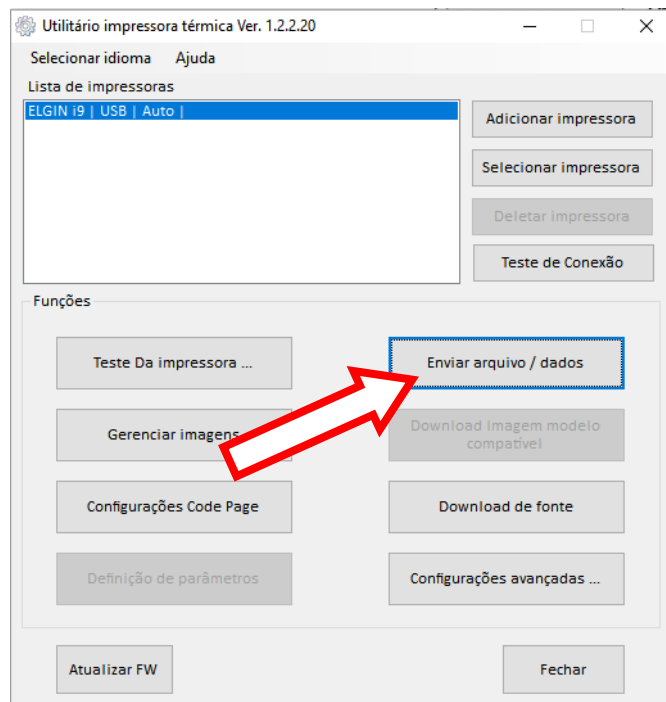 Utilitário impressora térmica Ver. 1.2.2.20
Selecionar idioma Ajuda
Lista de impressoras
ELGIN i9 | USB | Auto |
Adicionar impressora
Selecionar impressora
Deletar impressora
Teste de Conexão
Funções
Teste Da impressora ...
Enviar arquivo / dados
Gerenciar imagens
Download Imagem modelo
compatível
Configurações Code Page
Download de fonte
Definição de parâmetros
Configurações avançadas ...
Atualizar FW
Fechar